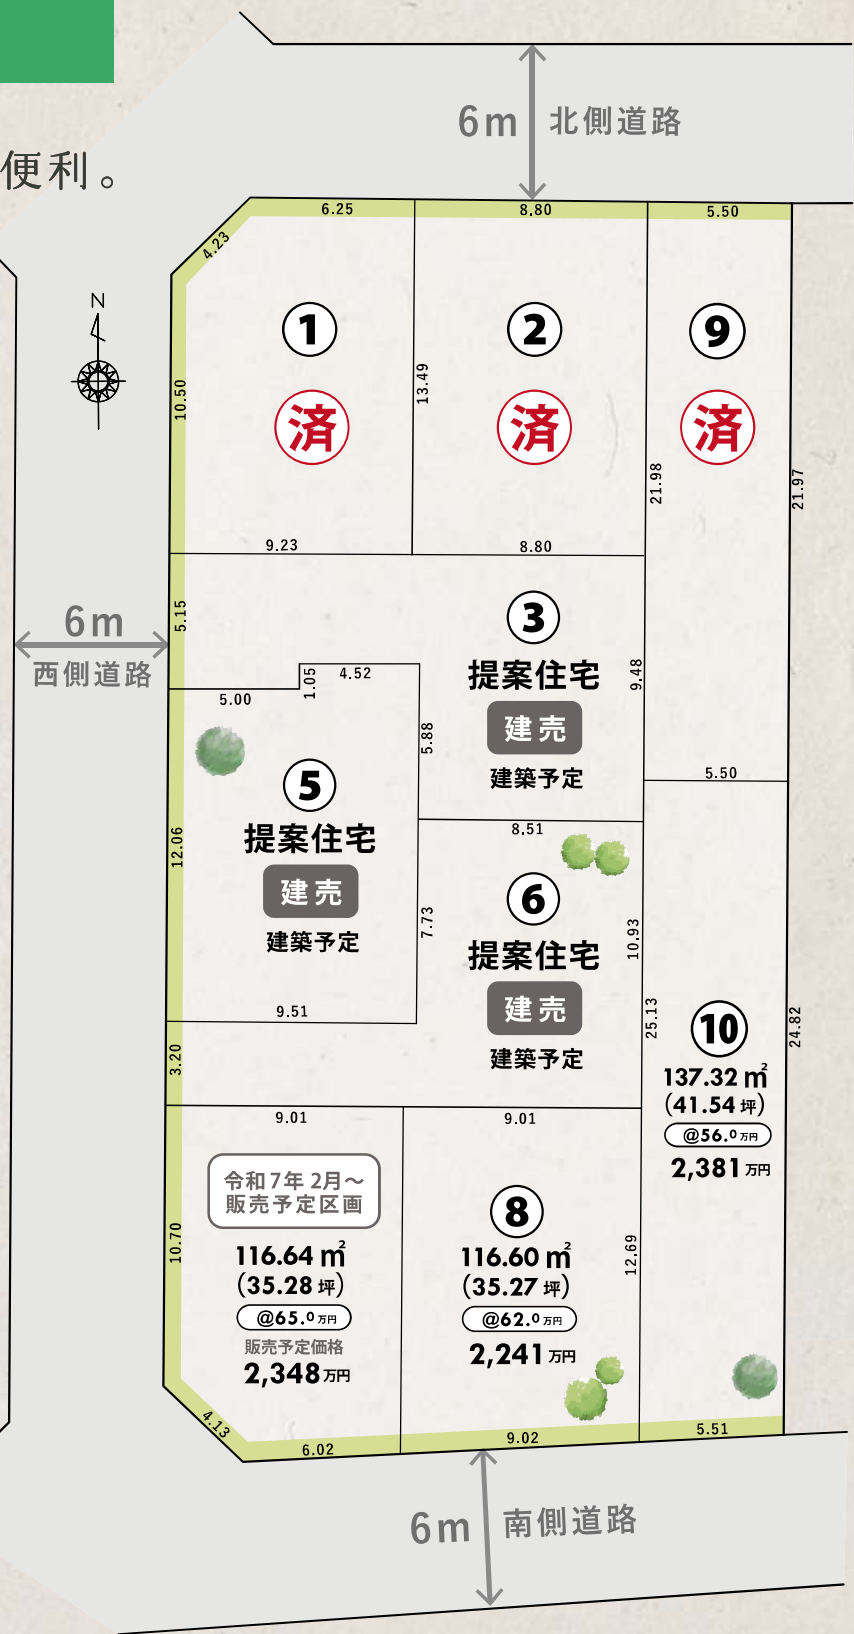 便利。
6m 北側道路
6.25
8.80
5.50
4.23
N
①
②
⑨
済
済
済
10.50
13.49
21.98
21.97
9.23
8.80
5.15
6m
西側道路
③
提案住宅
建売
建築予定
9.48
1.05
4.52
5.00
5.88
5.50
⑤
提案住宅
建売
建築予定
12.06
8.51
⑥
提案住宅
建売
建築予定
7.73
10.93
9.51
25.13
24.82
3.20
⑩
137.32㎡
(41.54坪)
@56.0万円
2,381万円
9.01
9.01
令和7年 2月～
販売予定区画
116.64㎡
(35.28坪)
@65.0万円
販売予定価格
2,348万円
10.70
⑧
116.60㎡
(35.27坪)
@62.0万円
2,241万円
12.69
4.13
6.02
9.02
5.51
6m 南側道路